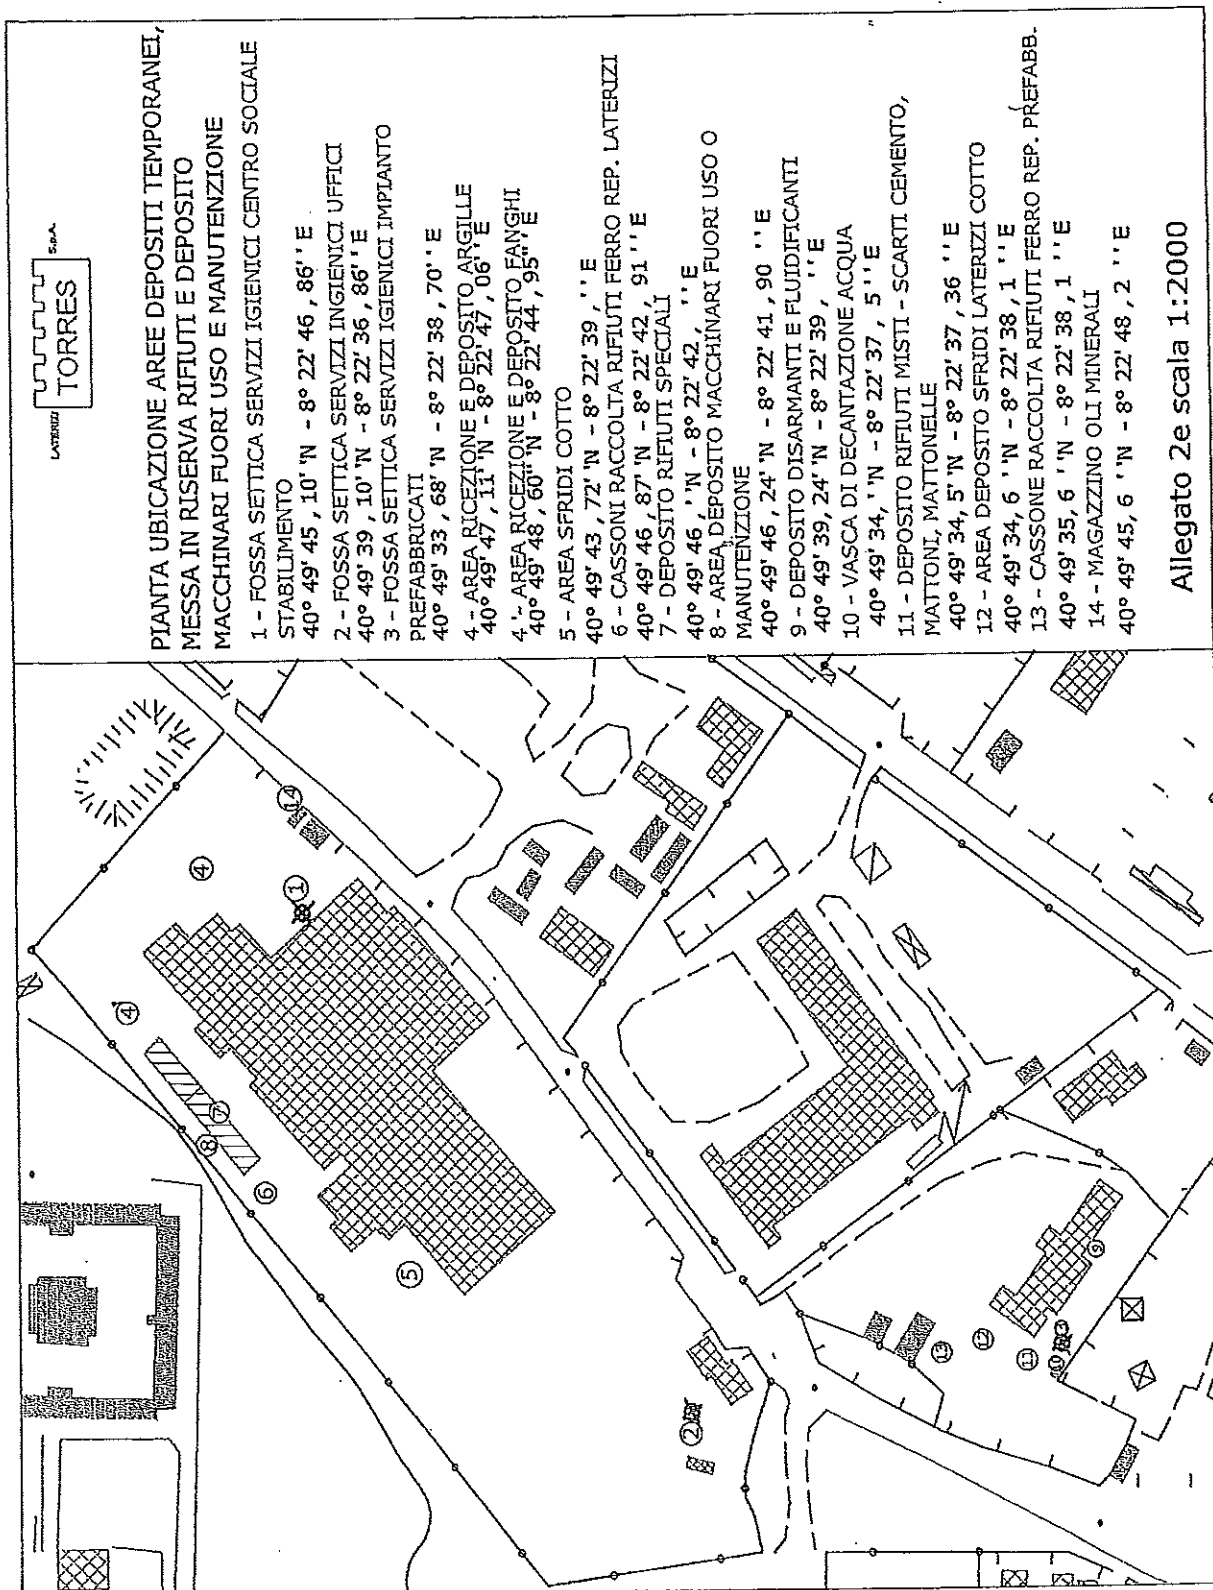 LATERIZI TORRES S.p.A.
PIANTA UBICAZIONE AREE DEPOSITI TEMPORANEI,
MESSA IN RISERVA RIFIUTI E DEPOSITO
MACCHINARI FUORI USO E MANUTENZIONE
1 - FOSSA SETTICA SERVIZI IGIENICI CENTRO SOCIALE
STABILIMENTO
40° 49' 45, 10' 'N - 8° 22' 46, 86' ' E
2 - FOSSA SETTICA SERVIZI INGIENICI UFFICI
40° 49' 39, 10' 'N - 8° 22' 36, 86' ' E
3 - FOSSA SETTICA SERVIZI IGIENICI IMPIANTO
PREFABBRICATI
40° 49' 33, 68' 'N - 8° 22' 38, 70' ' E
4 - AREA RICEZIONE E DEPOSITO ARGILLE
40° 49' 47, 11' 'N - 8° 22' 47, 06' ' E
4 '- AREA RICEZIONE E DEPOSITO FANGHI
40° 49' 48, 60' 'N - 8° 22' 44, 95' ' E
5 - AREA SFRIDI COTTO
40° 49' 43, 72' 'N - 8° 22' 39, ' ' E
6 - CASSONI RACCOLTA RIFIUTI FERRO REP. LATERIZI
40° 49' 46, 87' 'N - 8° 22' 42, 91 ' ' E
7 - DEPOSITO RIFIUTI SPECIALI
40° 49' 46, ' 'N - 8° 22' 42, ' ' E
8 - AREA DEPOSITO MACCHINARI FUORI USO O
MANUTENZIONE
40° 49' 46, 24' 'N - 8° 22' 41, 90 ' ' E
9 - DEPOSITO DISARMANTI E FLUIDIFICANTI
40° 49' 39, 24' 'N - 8° 22' 39, ' ' E
10 - VASCA DI DECANTAZIONE ACQUA
40° 49' 34, ' 'N - 8° 22' 37, 5 ' ' E
11 - DEPOSITO RIFIUTI MISTI - SCARTI CEMENTO,
MATTONI, MATTONELLE
40° 49' 34, 5' 'N - 8° 22' 37, 36 ' ' E
12 - AREA DEPOSITO SFRIDI LATERIZI COTTO
40° 49' 34, 6 ' 'N - 8° 22' 38, 1 ' ' E
13 - CASSONE RACCOLTA RIFIUTI FERRO REP. PREFABB.
40° 49' 35, 6 ' 'N - 8° 22' 38, 1 ' ' E
14 - MAGAZZINO OLI MINERALI
40° 49' 45, 6 ' 'N - 8° 22' 48, 2 ' ' E
Allegato 2e scala 1:2000
4
14
4
1
7
8
6
5
2
9
13
12
11
10
3